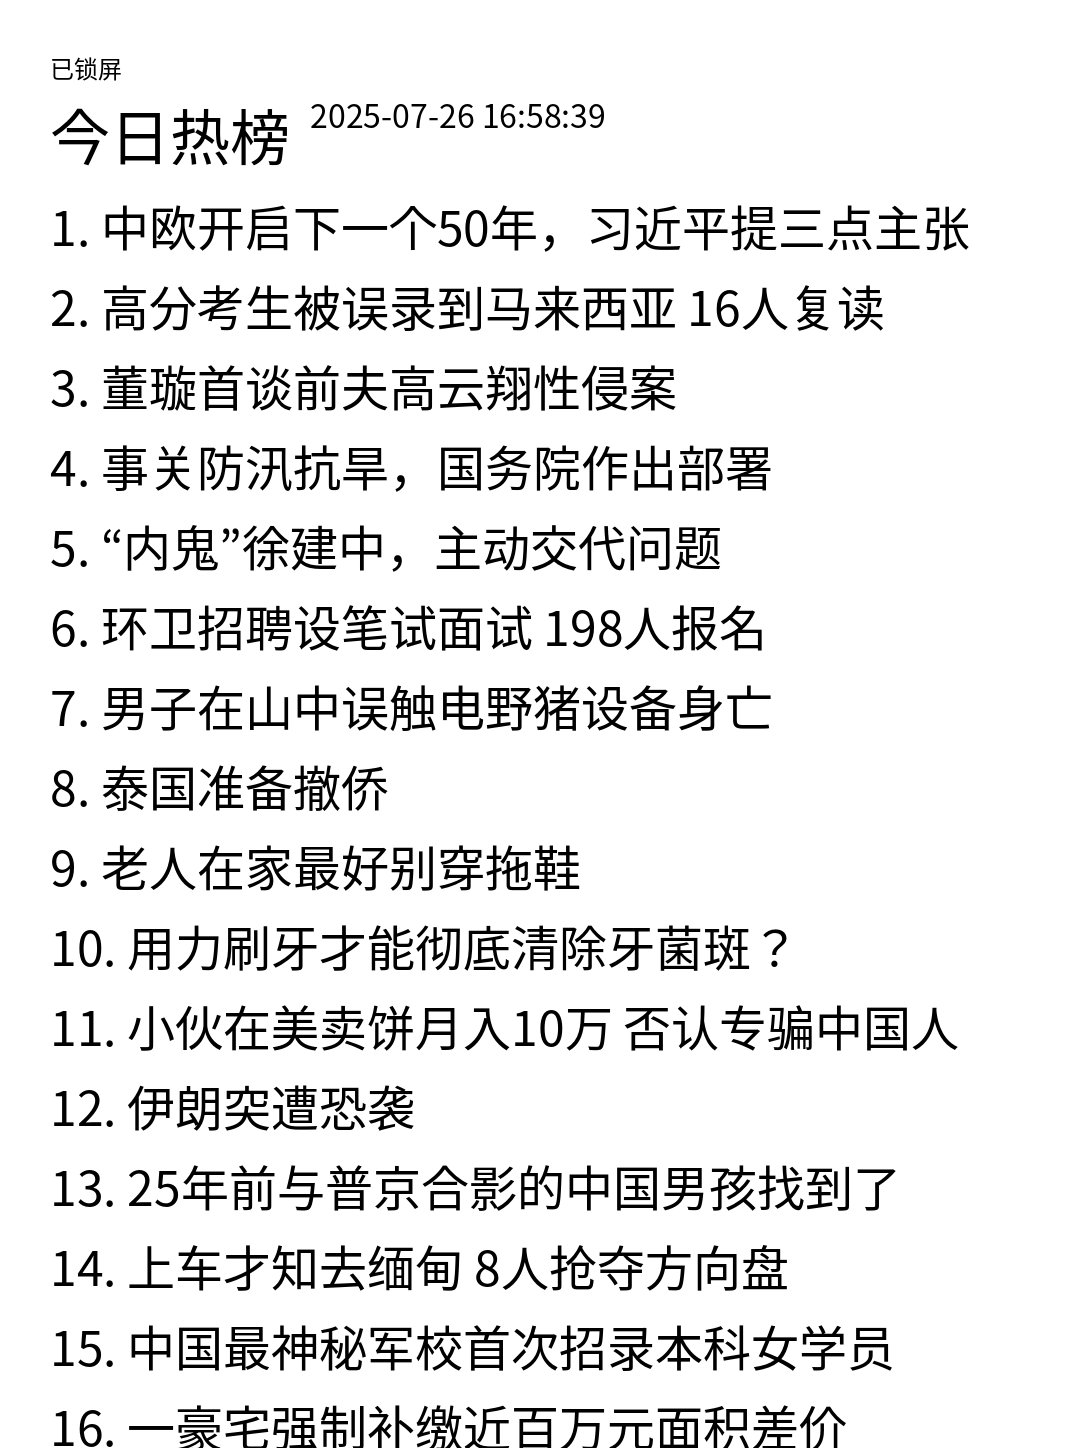 已锁屏
今日热榜 2025-07-26 16:58:39
1. 中欧开启下一个50年，习近平提三点主张
2. 高分考生被误录到马来西亚 16人复读
3. 董璇首谈前夫高云翔性侵案
4. 事关防汛抗旱，国务院作出部署
5. “内鬼”徐建中，主动交代问题
6. 环卫招聘设笔试面试 198人报名
7. 男子在山中误触电野猪设备身亡
8. 泰国准备撤侨
9. 老人在家最好别穿拖鞋
10. 用力刷牙才能彻底清除牙菌斑？
11. 小伙在美卖饼月入10万 否认专骗中国人
12. 伊朗突遭恐袭
13. 25年前与普京合影的中国男孩找到了
14. 上车才知去缅甸 8人抢夺方向盘
15. 中国最神秘军校首次招录本科女学员
16. 一豪宅强制补缴近百万元面积差价